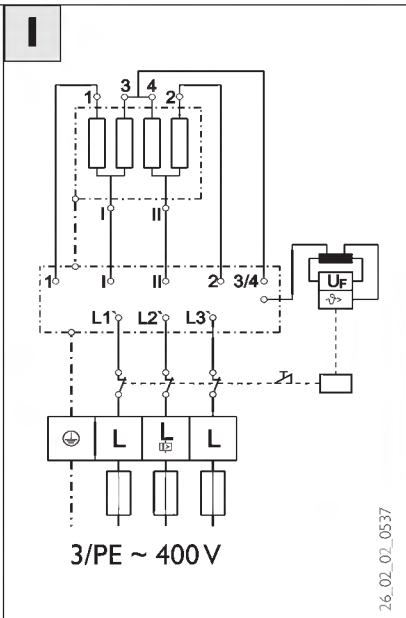 I
1 3 4 2
I II
1 I II 2 3/4
UF
ϑ>
L1 L2 L3
L L L
3/PE ~ 400 V
26_02_02_0537